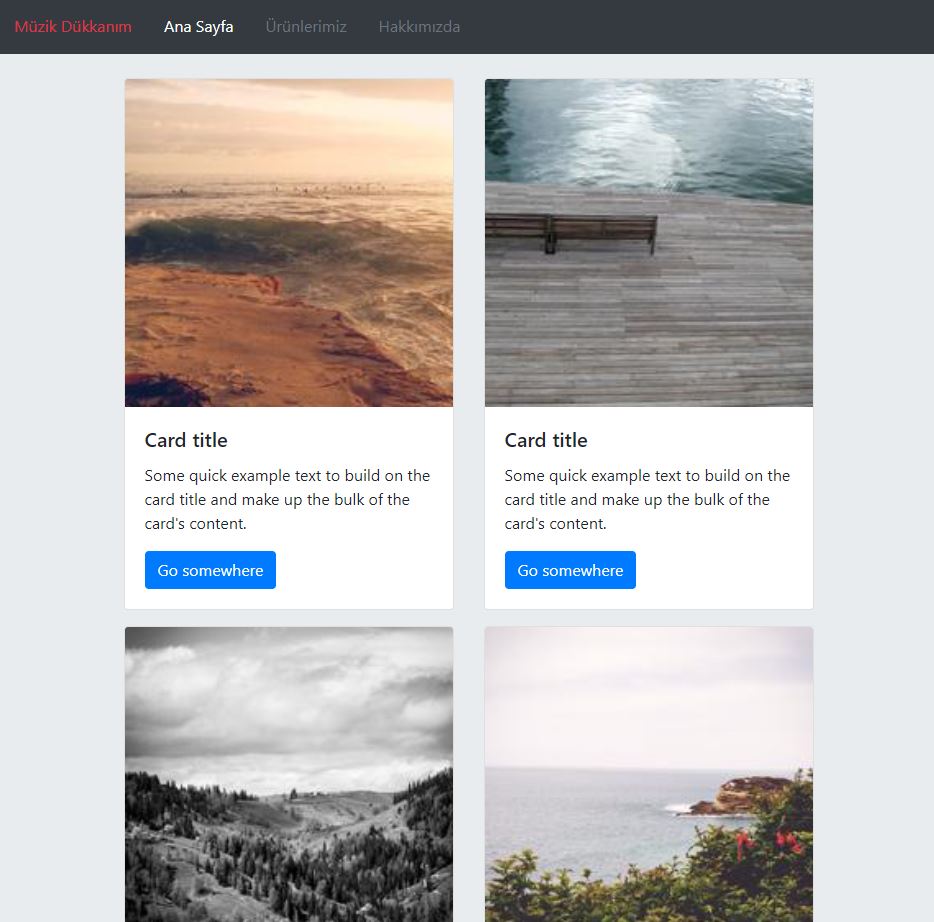 Müzik Dükkanım Ana Sayfa Ürünlerimiz Hakkımızda
Card title
Some quick example text to build on the
card title and make up the bulk of the
card's content.
Go somewhere
Card title
Some quick example text to build on the
card title and make up the bulk of the
card's content.
Go somewhere